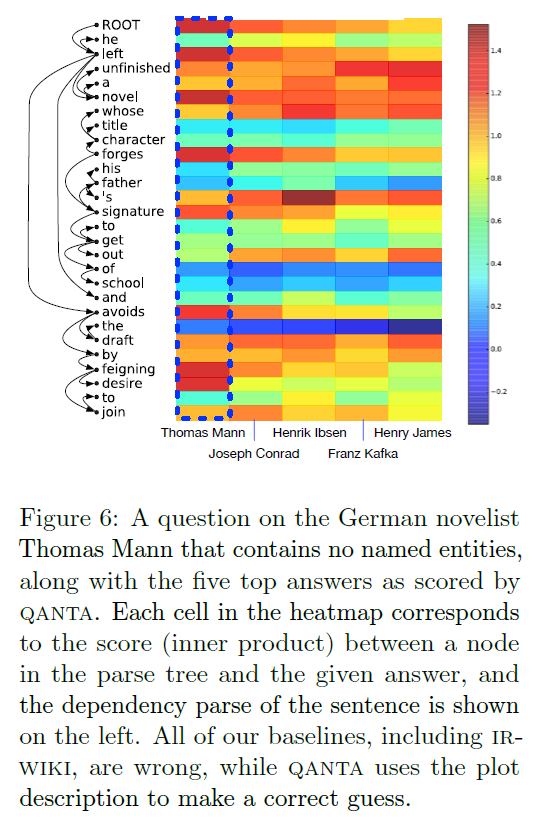 ROOT
he
left
unfinished
a
novel
whose
title
character
forges
his
father
's
signature
to
get
out
of
school
and
avoids
the
draft
by
feigning
desire
to
join
1.4
1.2
1.0
0.8
0.6
0.4
0.2
0.0
−0.2
Thomas Mann
Henrik Ibsen
Henry James
Joseph Conrad
Franz Kafka
Figure 6: A question on the German novelist
Thomas Mann that contains no named entities,
along with the five top answers as scored by
QANTA. Each cell in the heatmap corresponds
to the score (inner product) between a node
in the parse tree and the given answer, and
the dependency parse of the sentence is shown
on the left. All of our baselines, including IR-
WIKI, are wrong, while QANTA uses the plot
description to make a correct guess.